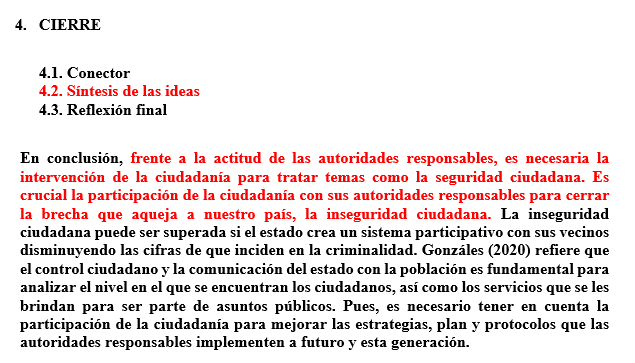 4. CIERRE
4.1. Conector
4.2. Síntesis de las ideas
4.3. Reflexión final
En conclusión, frente a la actitud de las autoridades responsables, es necesaria la
intervención de la ciudadanía para tratar temas como la seguridad ciudadana. Es
crucial la participación de la ciudadanía con sus autoridades responsables para cerrar
la brecha que aqueja a nuestro país, la inseguridad ciudadana. La inseguridad
ciudadana puede ser superada si el estado crea un sistema participativo con sus vecinos
disminuyendo las cifras de que inciden en la criminalidad. Gonzáles (2020) refiere que
el control ciudadano y la comunicación del estado con la población es fundamental para
analizar el nivel en el que se encuentran los ciudadanos, así como los servicios que se les
brindan para ser parte de asuntos públicos. Pues, es necesario tener en cuenta la
participación de la ciudadanía para mejorar las estrategias, plan y protocolos que las
autoridades responsables implementen a futuro y esta generación.